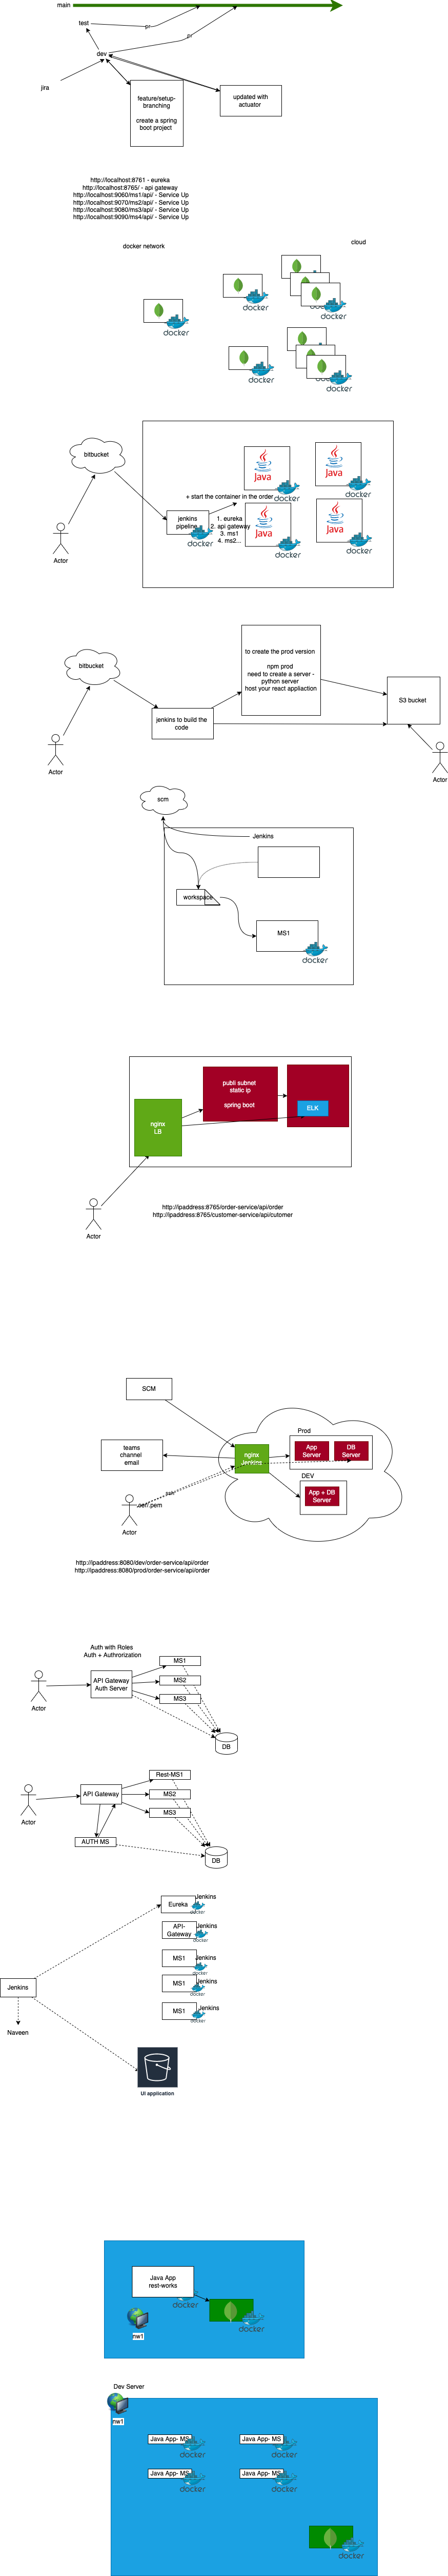 main
test
pr
pr
dev
jira
feature/setup-
branching
create a spring
boot project
updated with
actuator
http://localhost:8761 - eureka
http://localhost:8765/ - api gateway
http://localhost:9060/ms1/api/ - Service Up
http://localhost:9070/ms2/api/ - Service Up
http://localhost:9080/ms3/api/ - Service Up
http://localhost:9090/ms4/api/ - Service Up
docker network
cloud
docker
docker
docker
docker
docker
docker
bitbucket
Actor
+ start the container in the order
jenkins
pipeline
docker
1. eureka
2. api gateway
3. ms1
4. ms2...
Java
docker
Java
docker
Java
docker
Java
docker
bitbucket
Actor
to create the prod version
npm prod
need to create a server -
python server
host your react appliaction
jenkins to build the
code
S3 bucket
Actor
scm
Jenkins
workspace
MS1
docker
publi subnet
static ip
spring boot
ELK
nginx
LB
Actor
http://ipaddress:8765/order-service/api/order
http://ipaddress:8765/customer-service/api/cutomer
SCM
teams
channel
email
nginx
Jenkins
Prod
App
Server
DB
Server
DEV
App + DB
Server
ssh
Actor
http://ipaddress:8080/dev/order-service/api/order
http://ipaddress:8080/prod/order-service/api/order
Auth with Roles
Auth + Authrorization
Actor
API Gateway
Auth Server
MS1
MS2
MS3
DB
Actor
API Gateway
Rest-MS1
MS2
MS3
AUTH MS
DB
Eureka
Jenkins
docker
API-
Gateway
Jenkins
docker
MS1
Jenkins
docker
MS1
Jenkins
docker
MS1
Jenkins
docker
Jenkins
Naveen
UI application
Java App
rest-works
docker
docker
nw1
Dev Server
nw1
Java App- MS
docker
Java App- MS
docker
Java App- MS
docker
Java App- MS
docker
docker